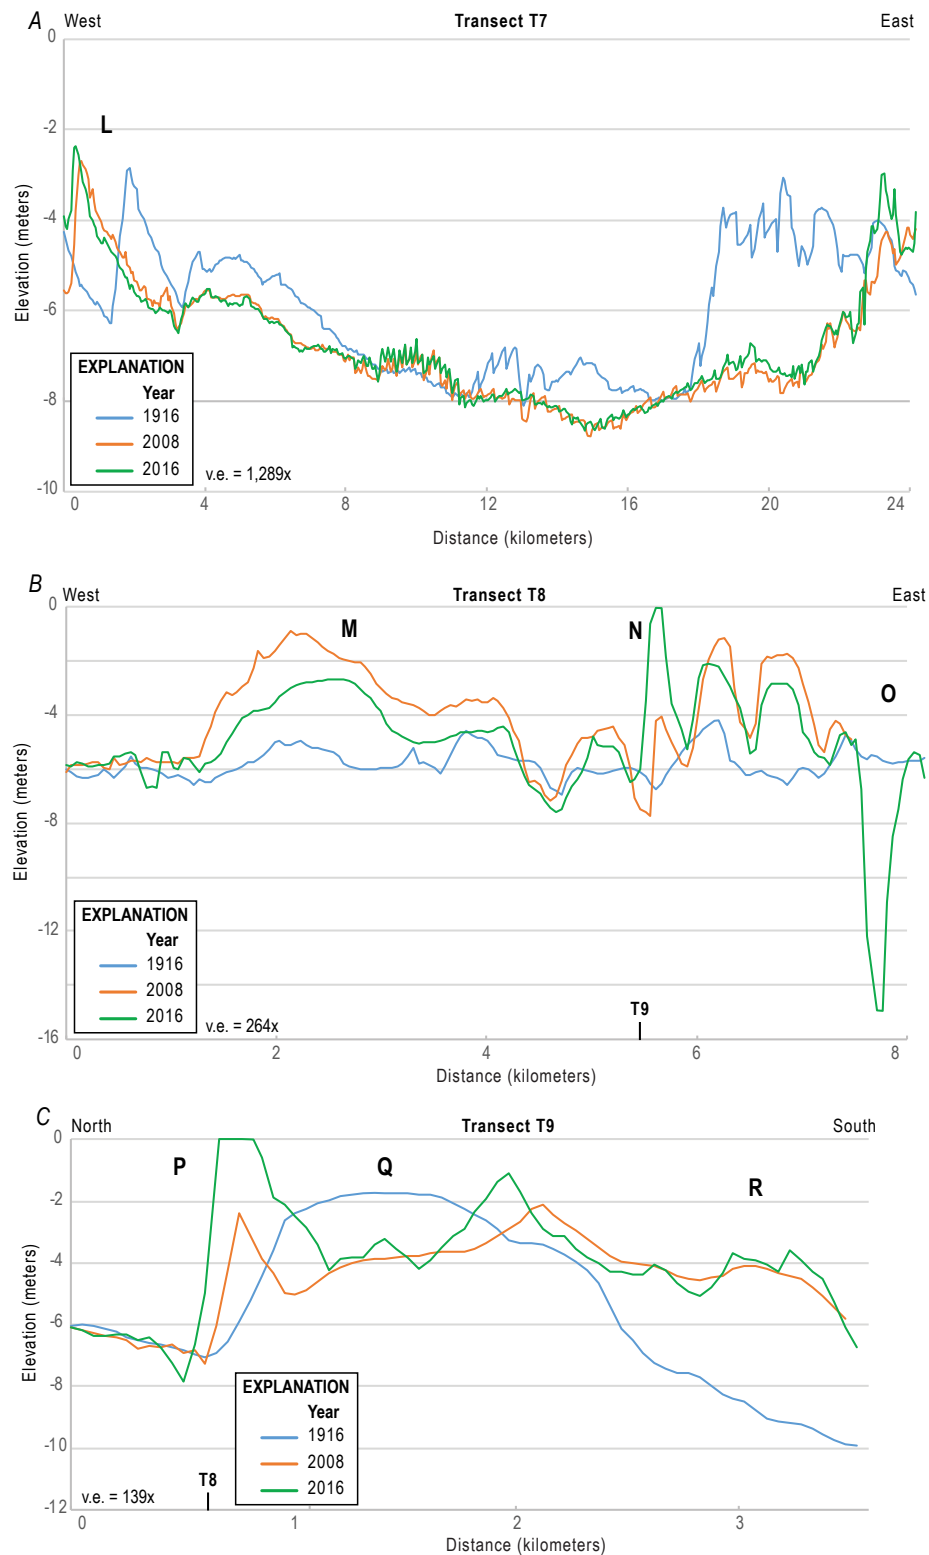 A
West
Transect T7
East
0
-2
-4
-6
-8
-10
Elevation (meters)
L
EXPLANATION
Year
1916
2008
2016
v.e. = 1,289x
0 4 8 12 16 20 24
Distance (kilometers)
B
West
Transect T8
East
0
-4
-8
-12
-16
Elevation (meters)
M
N
O
EXPLANATION
Year
1916
2008
2016
v.e. = 264x
T9
0 2 4 6 8
Distance (kilometers)
C
North
Transect T9
South
0
-2
-4
-6
-8
-10
-12
Elevation (meters)
P
Q
R
EXPLANATION
Year
1916
2008
2016
v.e. = 139x
T8
0 1 2 3
Distance (kilometers)